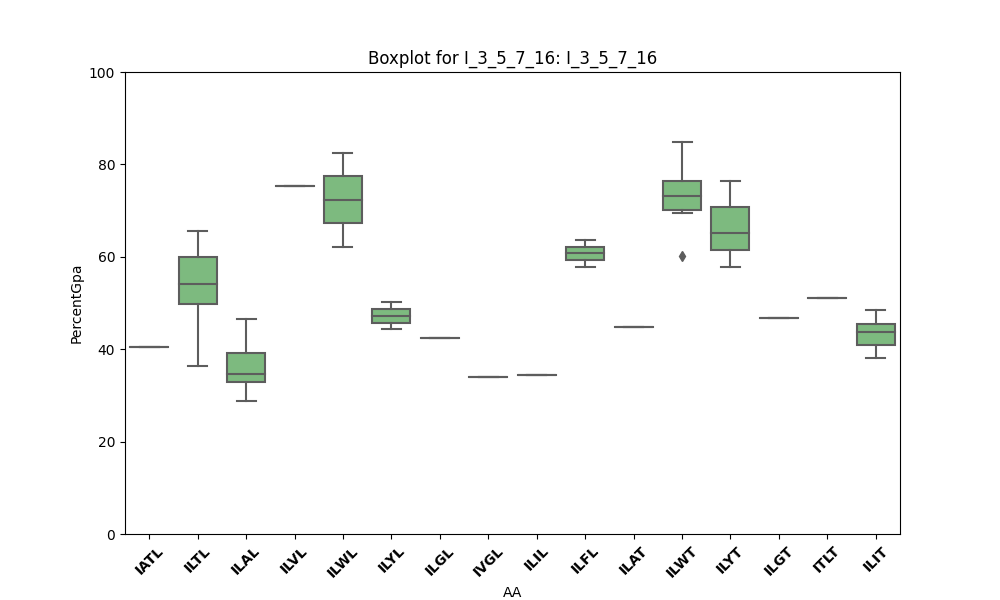 Boxplot for I_3_5_7_16: I_3_5_7_16
100
80
60
40
20
0
PercentGpa
IATL ILTL ILAL ILVL ILWL ILYL ILGL IVGL ILIL ILFL ILAT ILWT ILYT ILGT ITLT ILIT
AA